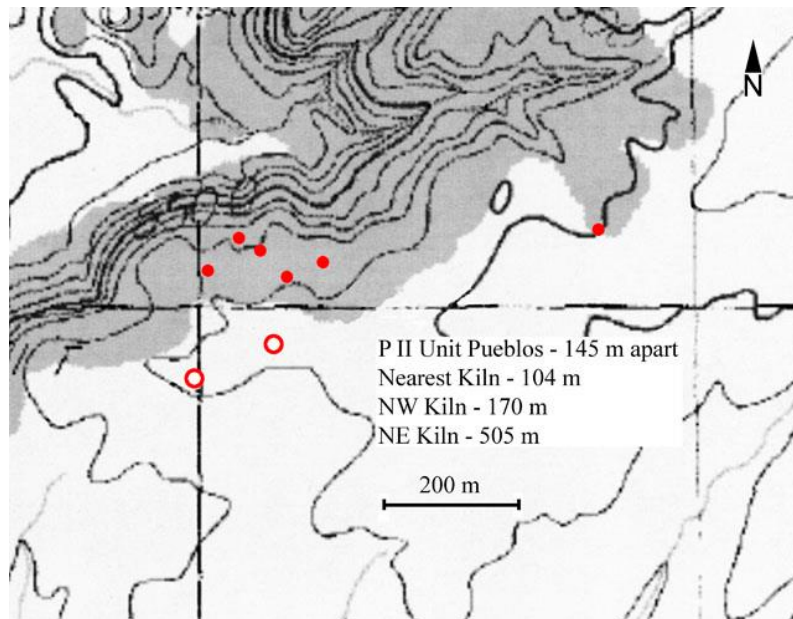 N
P II Unit Pueblos - 145 m apart
Nearest Kiln - 104 m
NW Kiln - 170 m
NE Kiln - 505 m
200 m